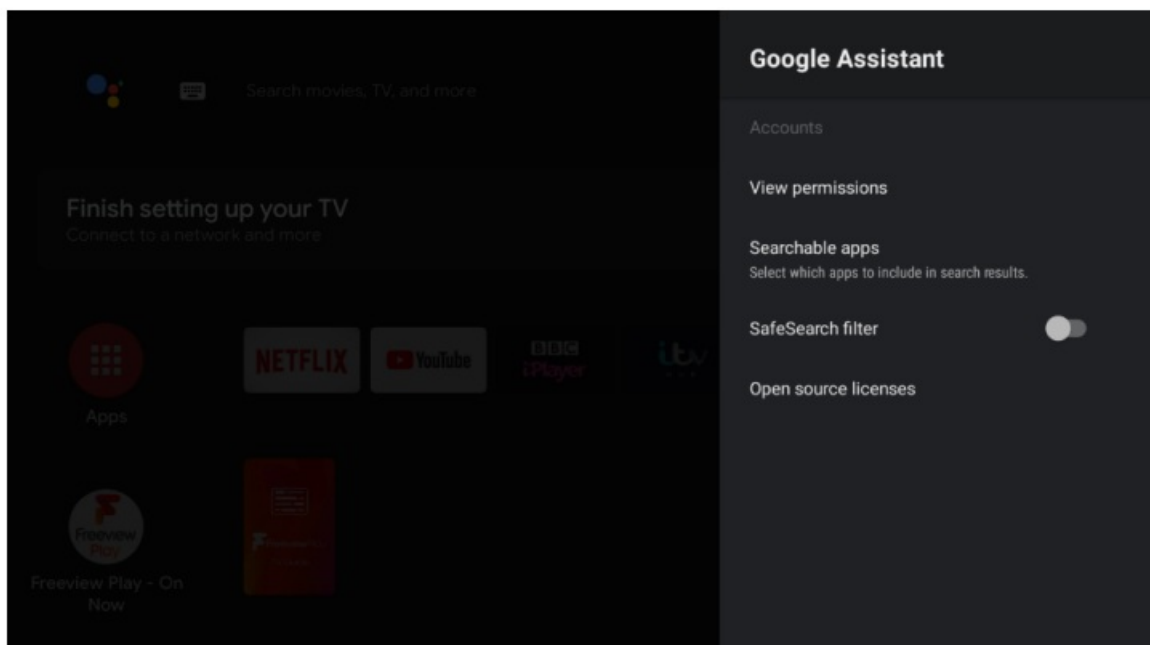 Search movies, TV, and more
Finish setting up your TV
Connect to a network and more
NETFLIX
YouTube
BBC
iPlayer
itv
Apps
Freeview
Play
Freeview Play - On
Now
Google Assistant
Accounts
View permissions
Searchable apps
Select which apps to include in search results.
SafeSearch filter
Open source licenses